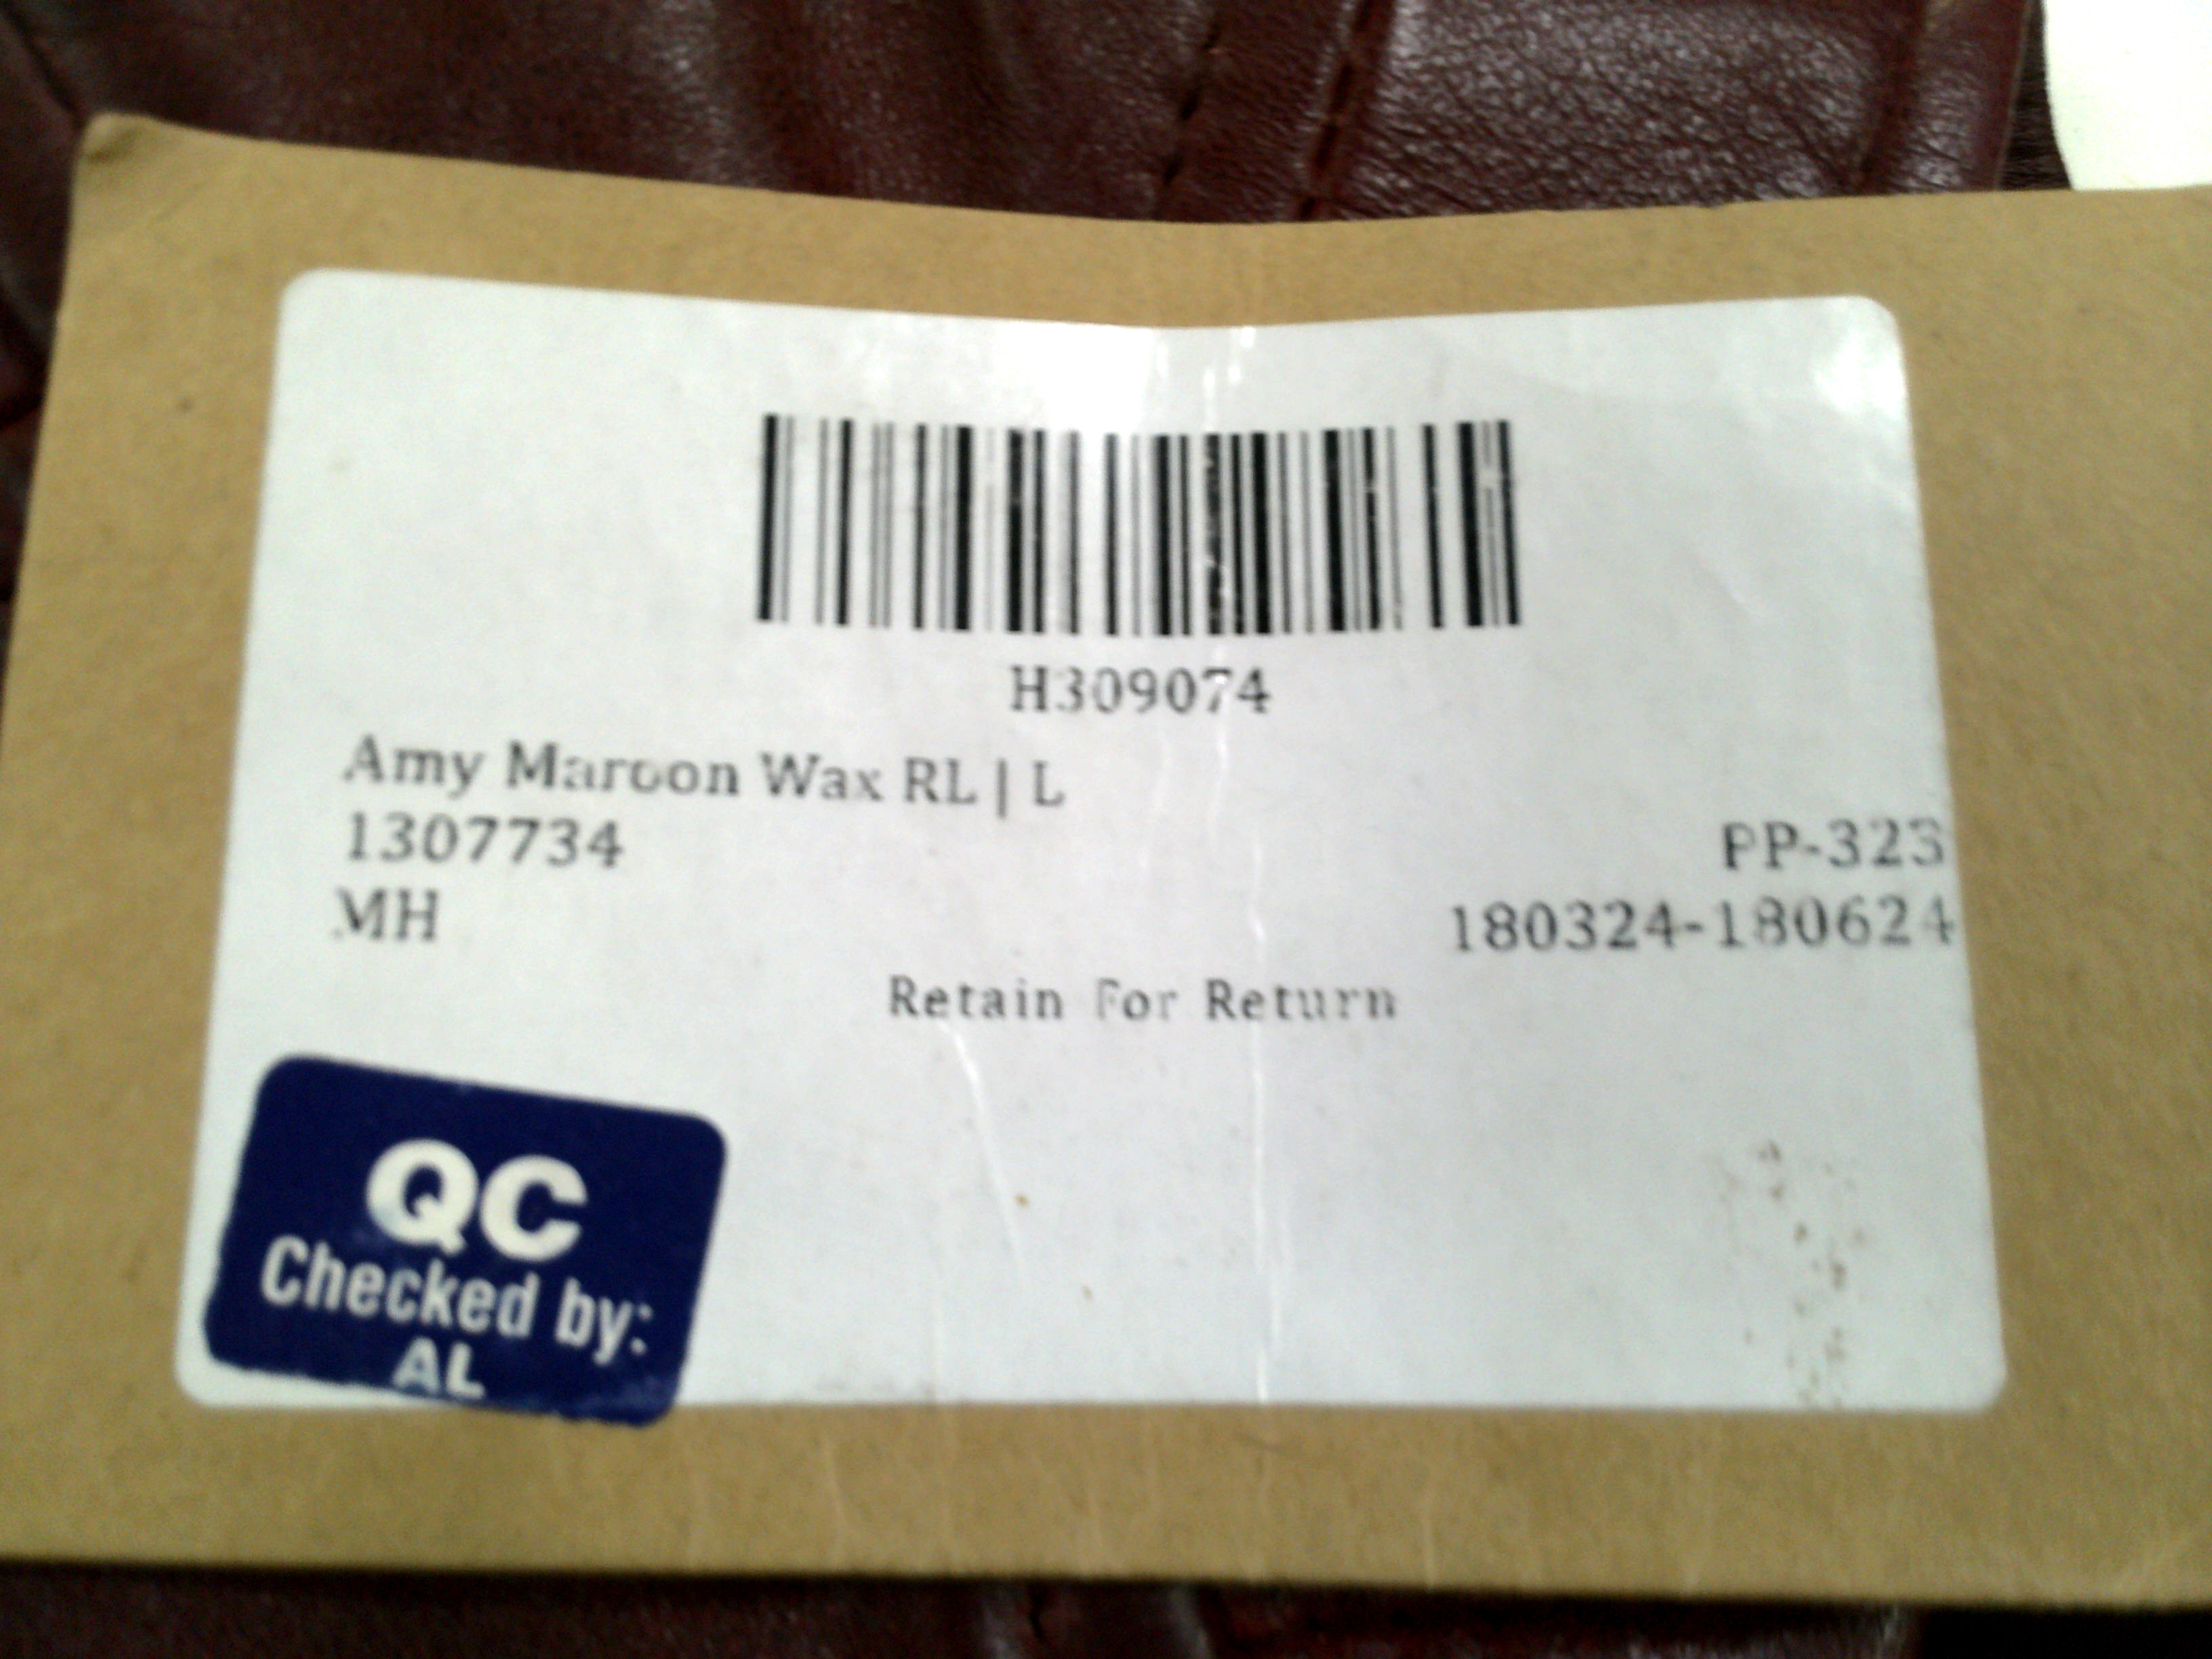 H309074
Amy Maroon Wax RL | L
1307734
PP-323
MH
180324-180624
Retain For Return
QC
Checked by:
AL